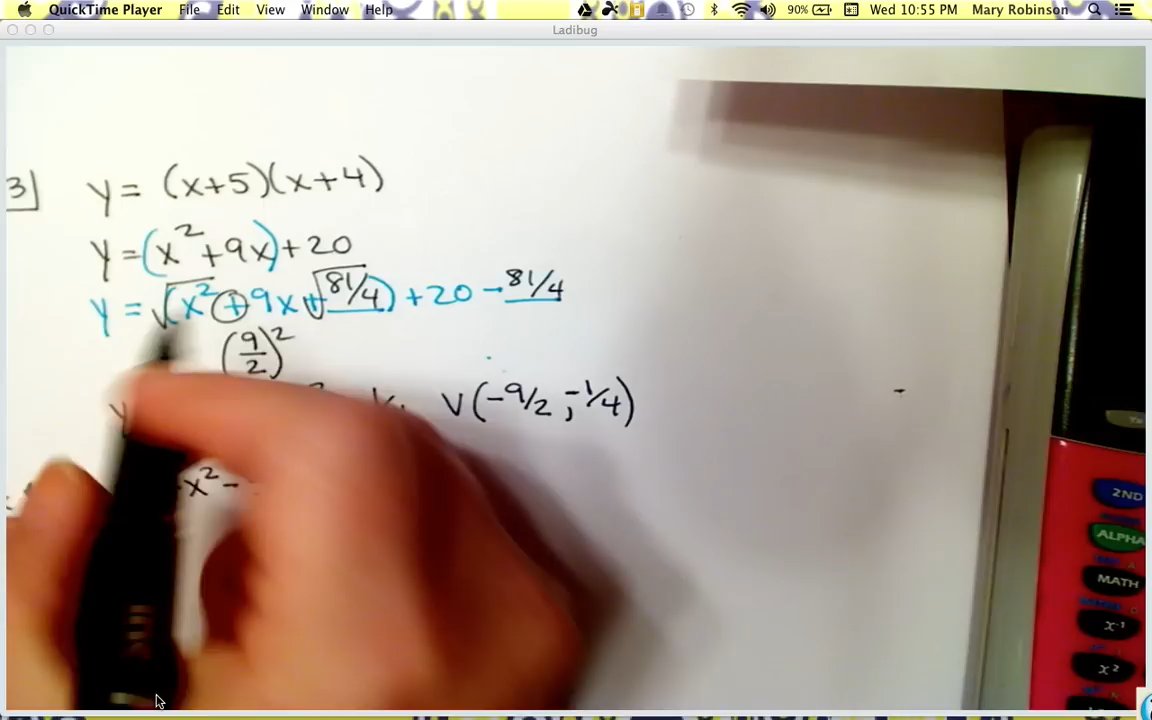 QuickTime Player File Edit View Window Help 90% Wed 10:55 PM Mary Robinson
Ladibug
3]
y = (x+5)(x+4)
y = (x²+9x)+20
y = √(x²+9x+√81/4)+20-81/4
(9/2)²
y
V(-9/2, -1/4)
x²-
2ND
ALPHA
MATH
x⁻¹
x²